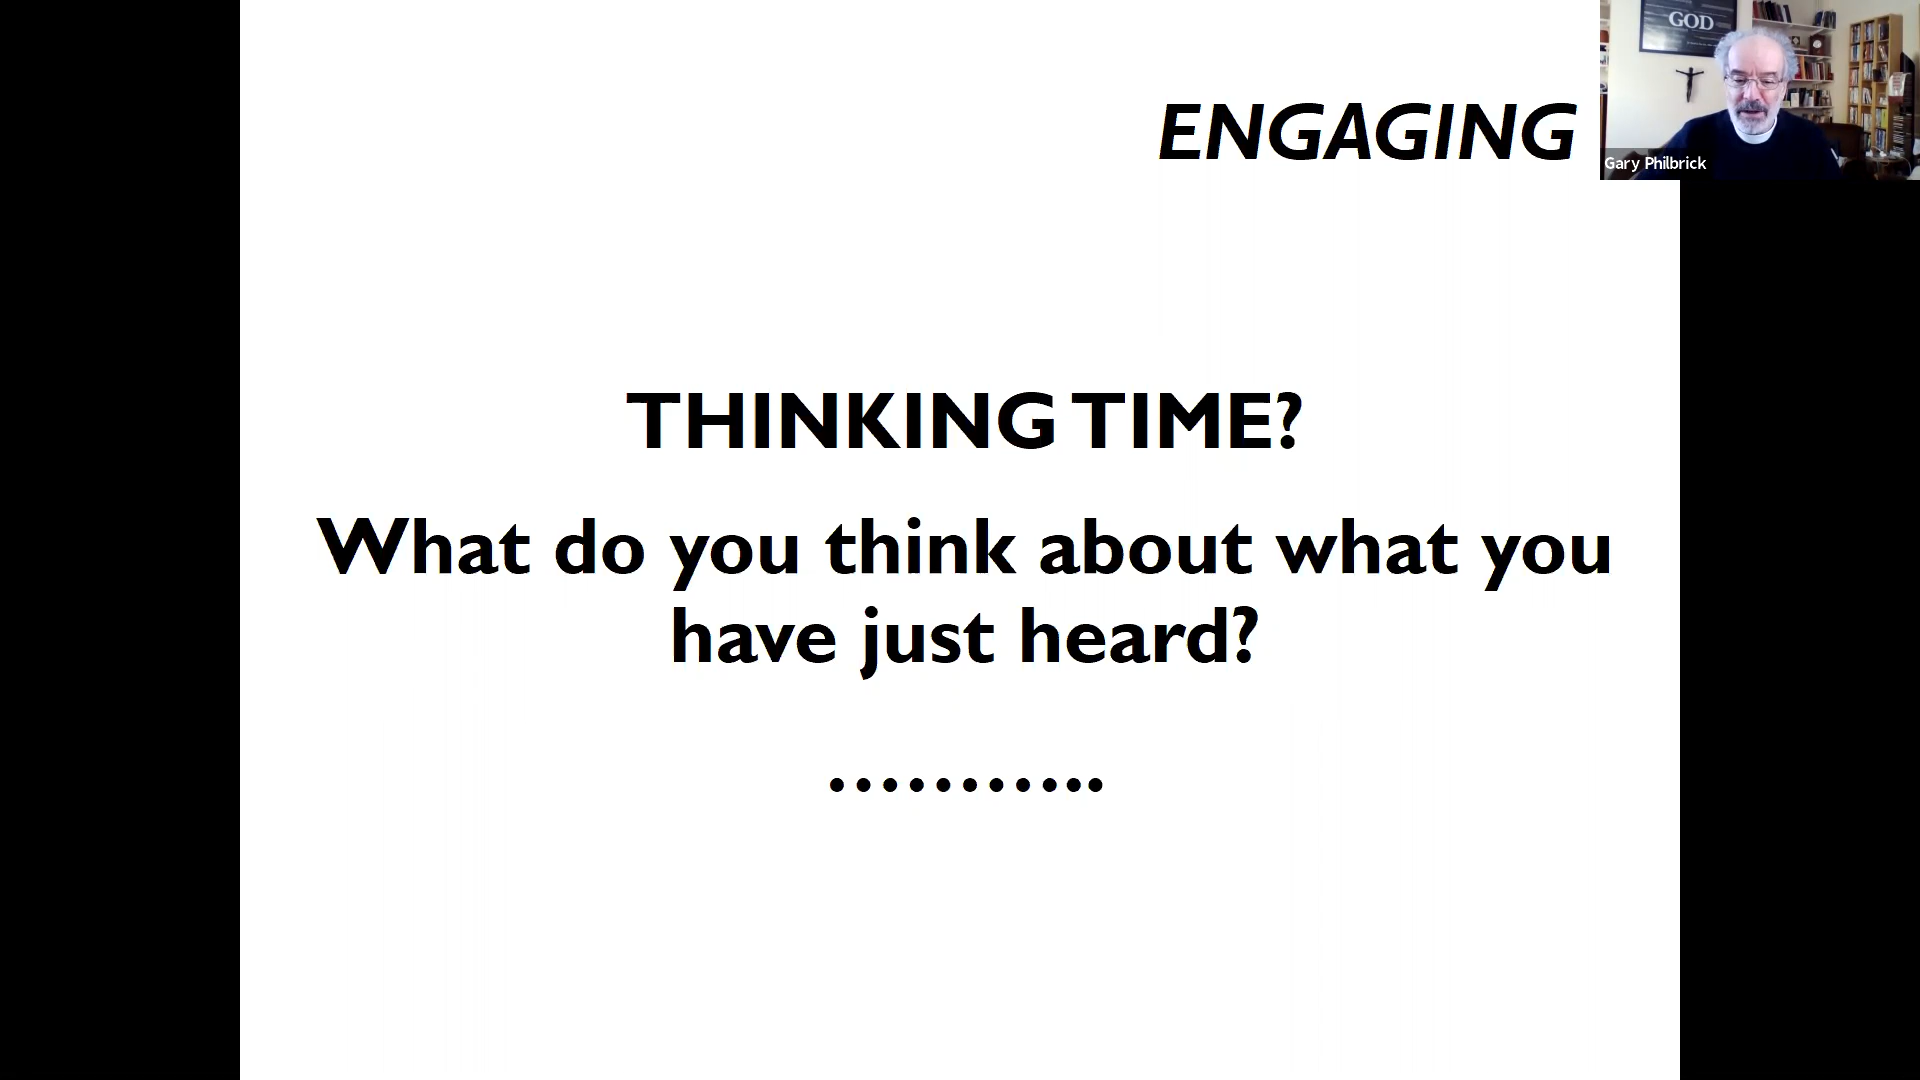 ENGAGING
GOD
Gary Philbrick
THINKING TIME?
What do you think about what you
have just heard?
………..